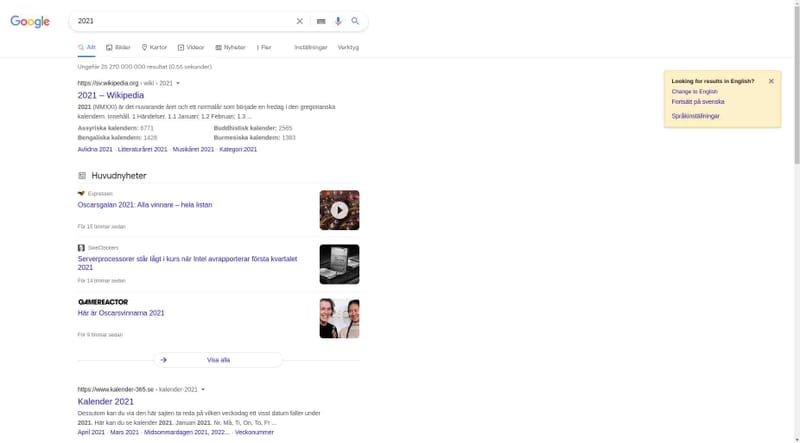 Google
2021
Allt Bilder Kartor Videor Nyheter Fler Inställningar Verktyg
Ungefär 25 270 000 000 resultat (0,56 sekunder)
https://sv.wikipedia.org › wiki › 2021
2021 – Wikipedia
2021 (MMXXI) är det nuvarande året och ett normalår som började en fredag i den gregorianska
kalendern. Innehåll. 1 Händelser. 1.1 Januari; 1.2 Februari; 1.3 ...
Assyriska kalendern: 6771 Buddhistisk kalender: 2565
Bengaliska kalendern: 1428 Burmesiska kalendern: 1383
Avlidna 2021 · Litteraturåret 2021 · Musikåret 2021 · Kategori:2021
Looking for results in English?
Change to English
Fortsätt på svenska
Språkinställningar
Huvudnyheter
Expressen
Oscarsgalan 2021: Alla vinnare – hela listan
För 15 timmar sedan
SweClockers
Serverprocessorer står lågt i kurs när Intel avrapporterar första kvartalet
2021
För 14 timmar sedan
GAMEREACTOR
Här är Oscarsvinnarna 2021
För 9 timmar sedan
Visa alla
https://www.kalender-365.se › kalender-2021
Kalender 2021
Dessutom kan du via den här sajten ta reda på vilken veckodag ett visst datum faller under
2021. Här kan du se kalender 2021. Januari 2021. Nr, Må, Ti, On, To, Fr ...
April 2021 · Mars 2021 · Midsommardagen 2021, 2022... · Veckonummer